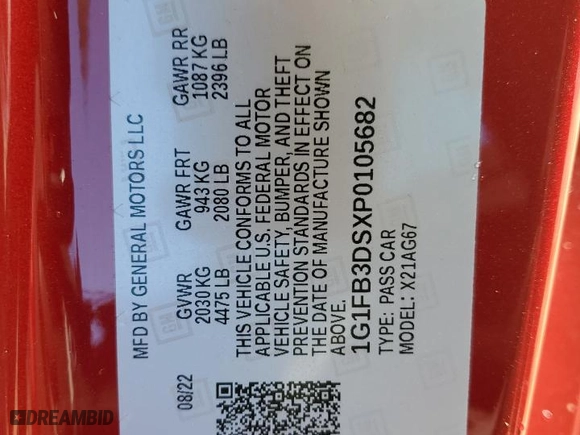 MFD BY GENERAL MOTORS LLC
08/22
GVWR GAWR FRT GAWR RR
2030 KG 943 KG 1087 KG
4475 LB 2080 LB 2396 LB
THIS VEHICLE CONFORMS TO ALL
APPLICABLE U.S. FEDERAL MOTOR
VEHICLE SAFETY, BUMPER, AND THEFT
PREVENTION STANDARDS IN EFFECT ON
THE DATE OF MANUFACTURE SHOWN
ABOVE.
1G1FB3DSXP0105682
TYPE: PASS CAR
MODEL: X21AG67
DREAMBID